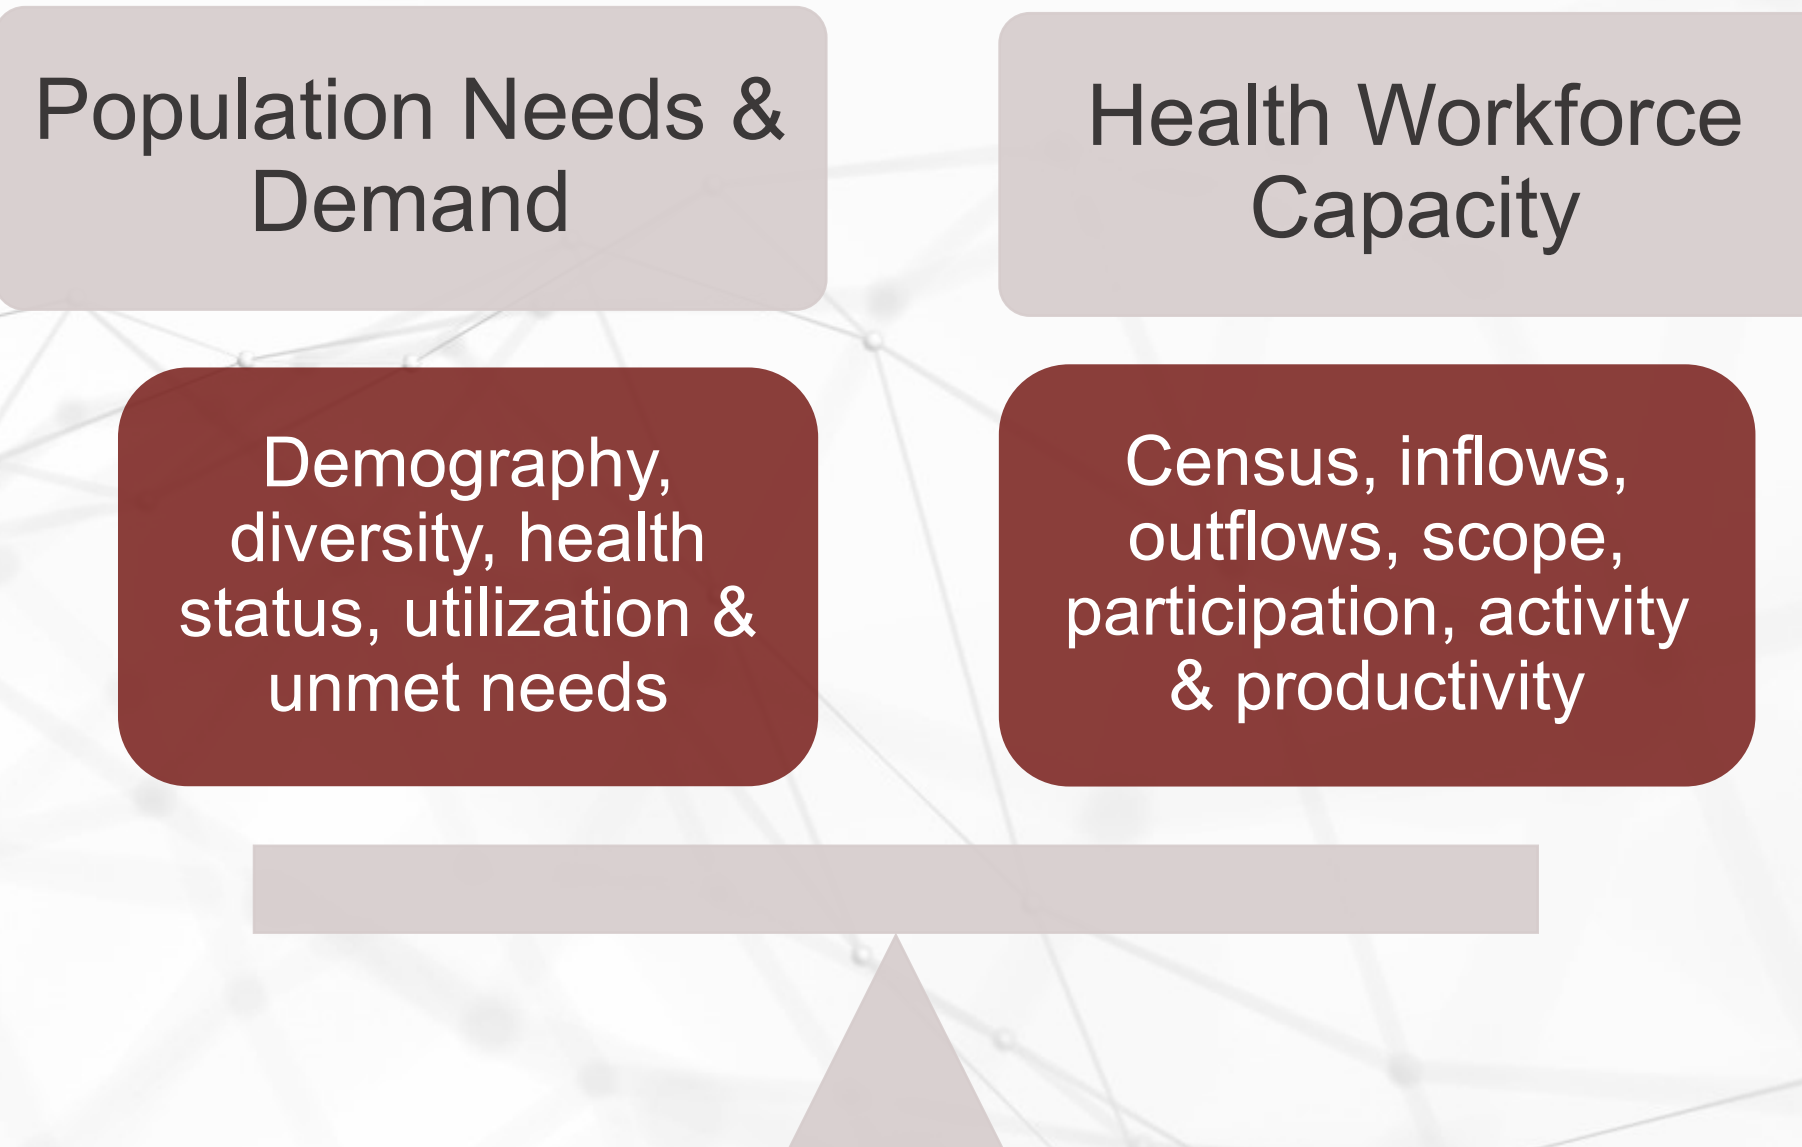 Population Needs &
Demand
Health Workforce
Capacity
Demography,
diversity, health
status, utilization &
unmet needs
Census, inflows,
outflows, scope,
participation, activity
& productivity